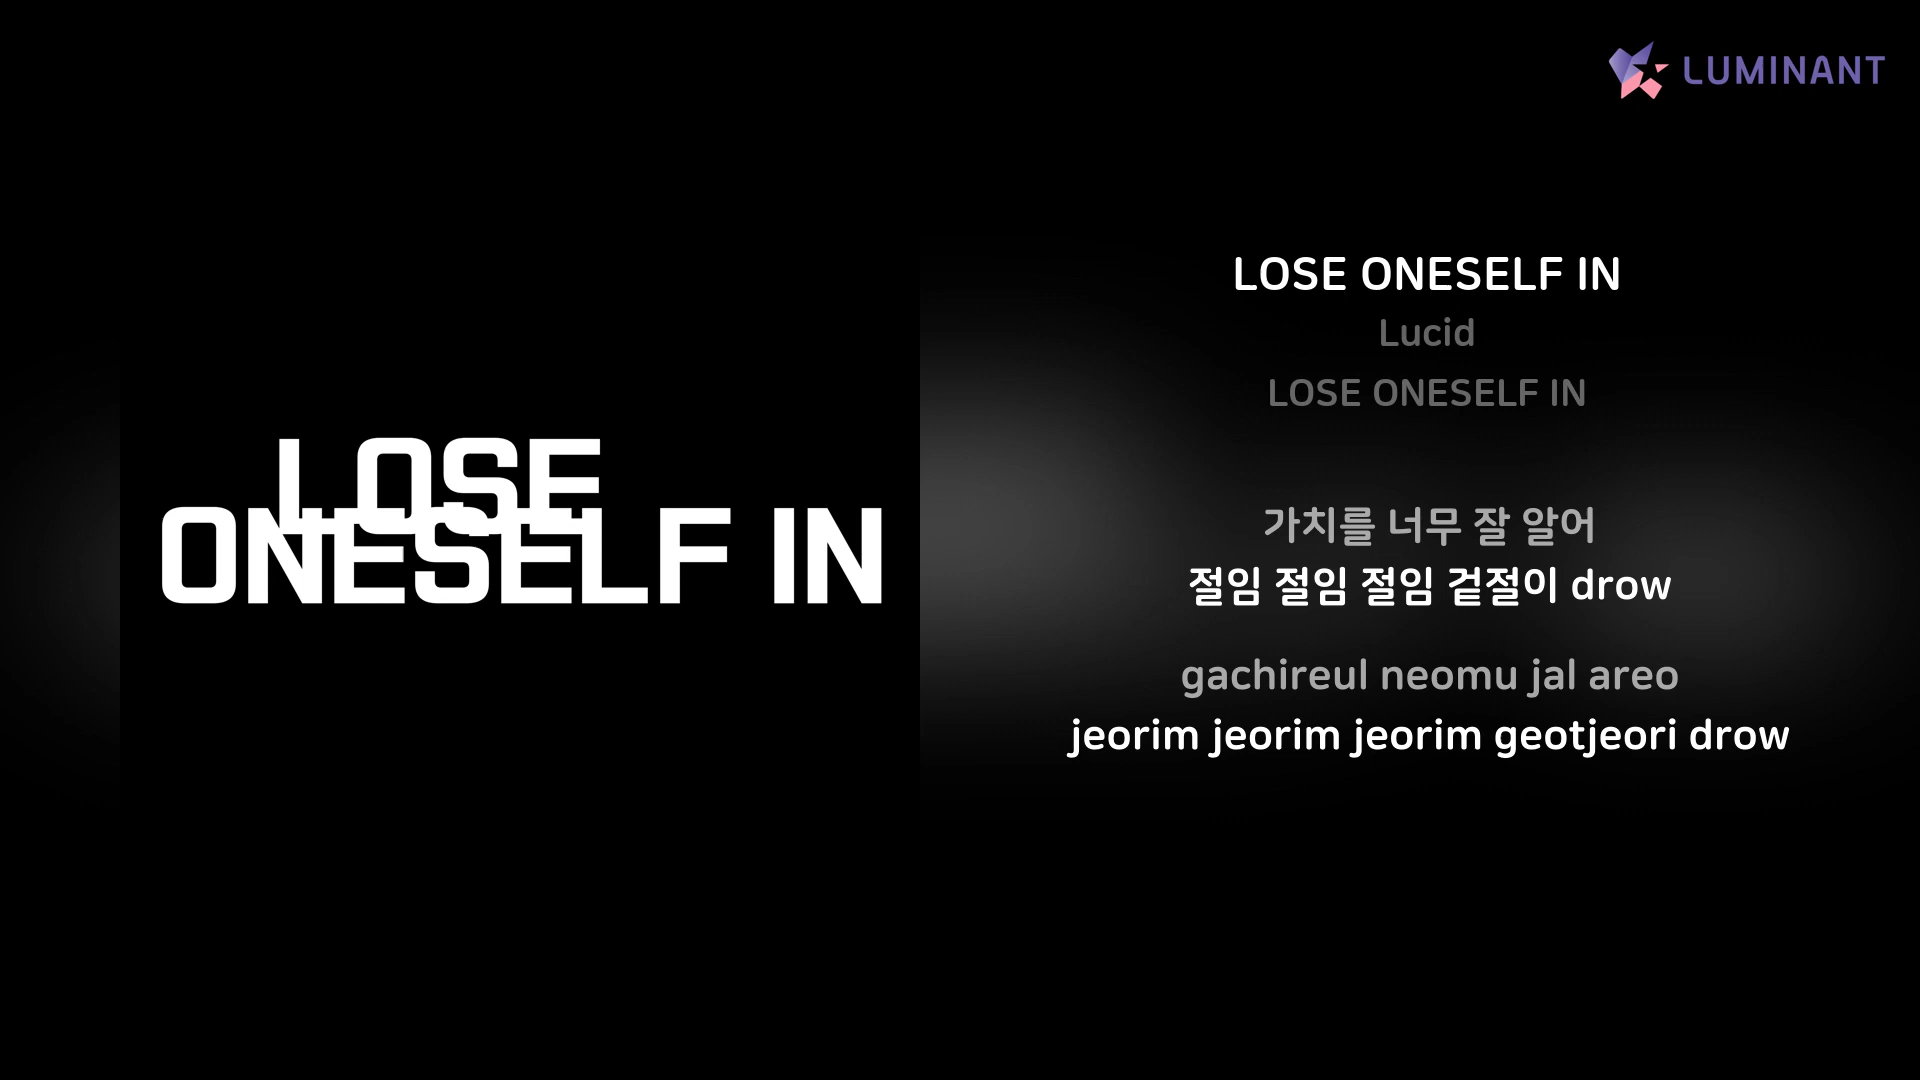 LUMINANT
LOSE
ONESELF IN
LOSE ONESELF IN
Lucid
LOSE ONESELF IN
가치를 너무 잘 알어
절임 절임 절임 겉절이 drow
gachireul neomu jal areo
jeorim jeorim jeorim geotjeori drow